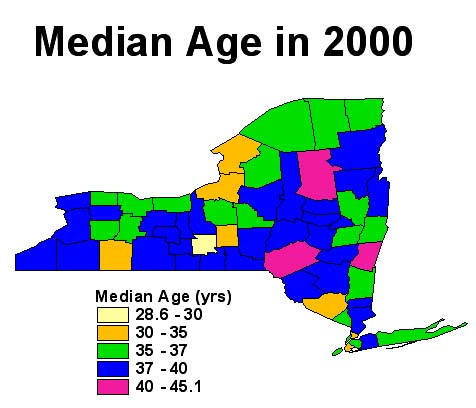 Median Age in 2000
Median Age (yrs)
28.6 - 30
30 - 35
35 - 37
37 - 40
40 - 45.1